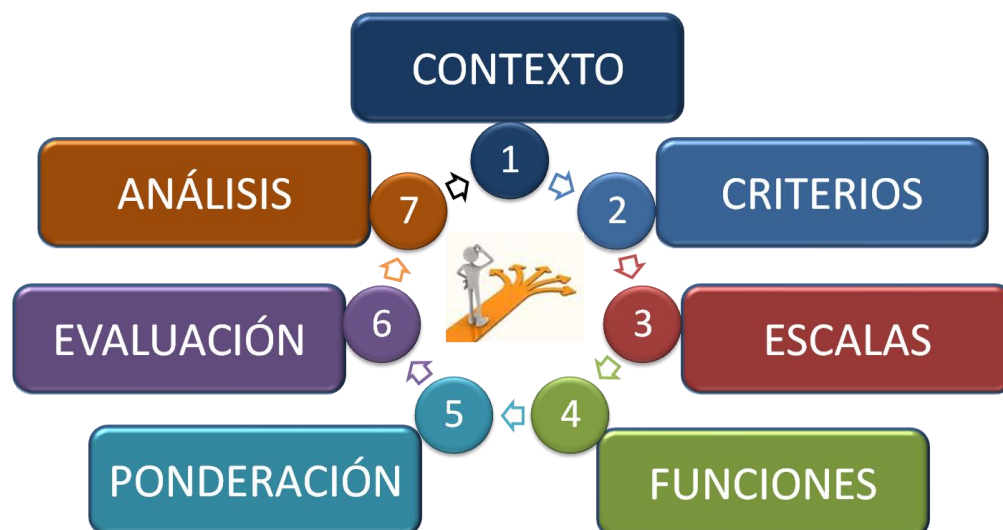 CONTEXTO
1
2
CRITERIOS
3
ESCALAS
4
FUNCIONES
5
PONDERACIÓN
6
EVALUACIÓN
7
ANÁLISIS